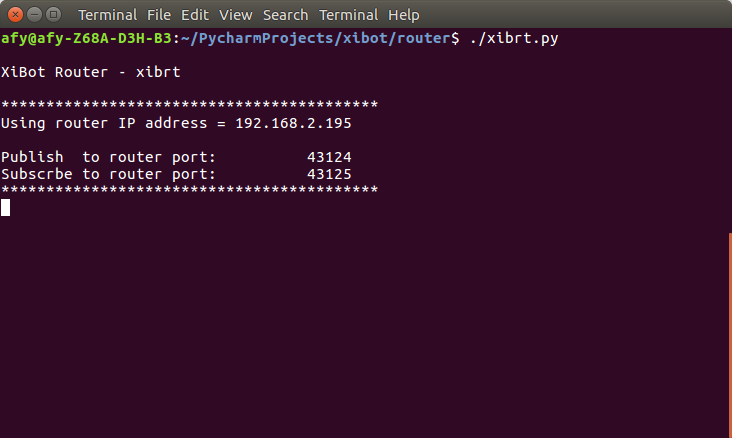 Terminal File Edit View Search Terminal Help
afy@afy-Z68A-D3H-B3:~/PycharmProjects/xibot/router$ ./xibrt.py
XiBot Router - xibrt
******************************************
Using router IP address = 192.168.2.195
Publish  to router port:          43124
Subscrbe to router port:          43125
******************************************